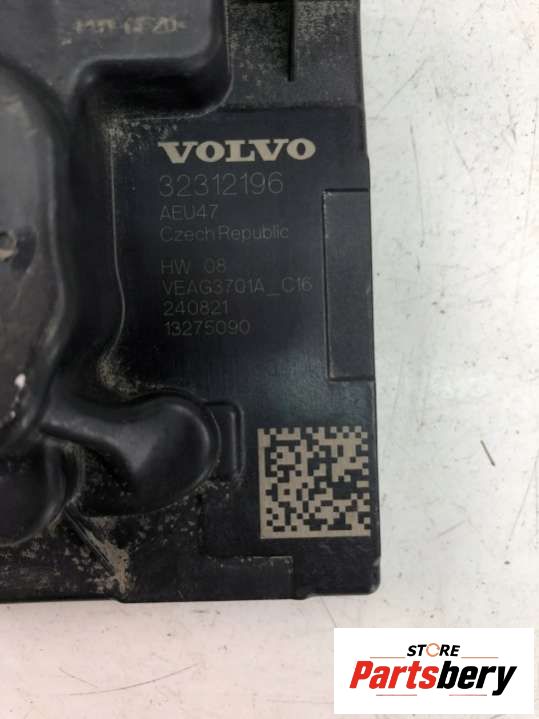 VOLVO
32312196
AEU47
Czech Republic
HW 08
VEAG3701A_C16
240821
13275090
STORE
Partsbery